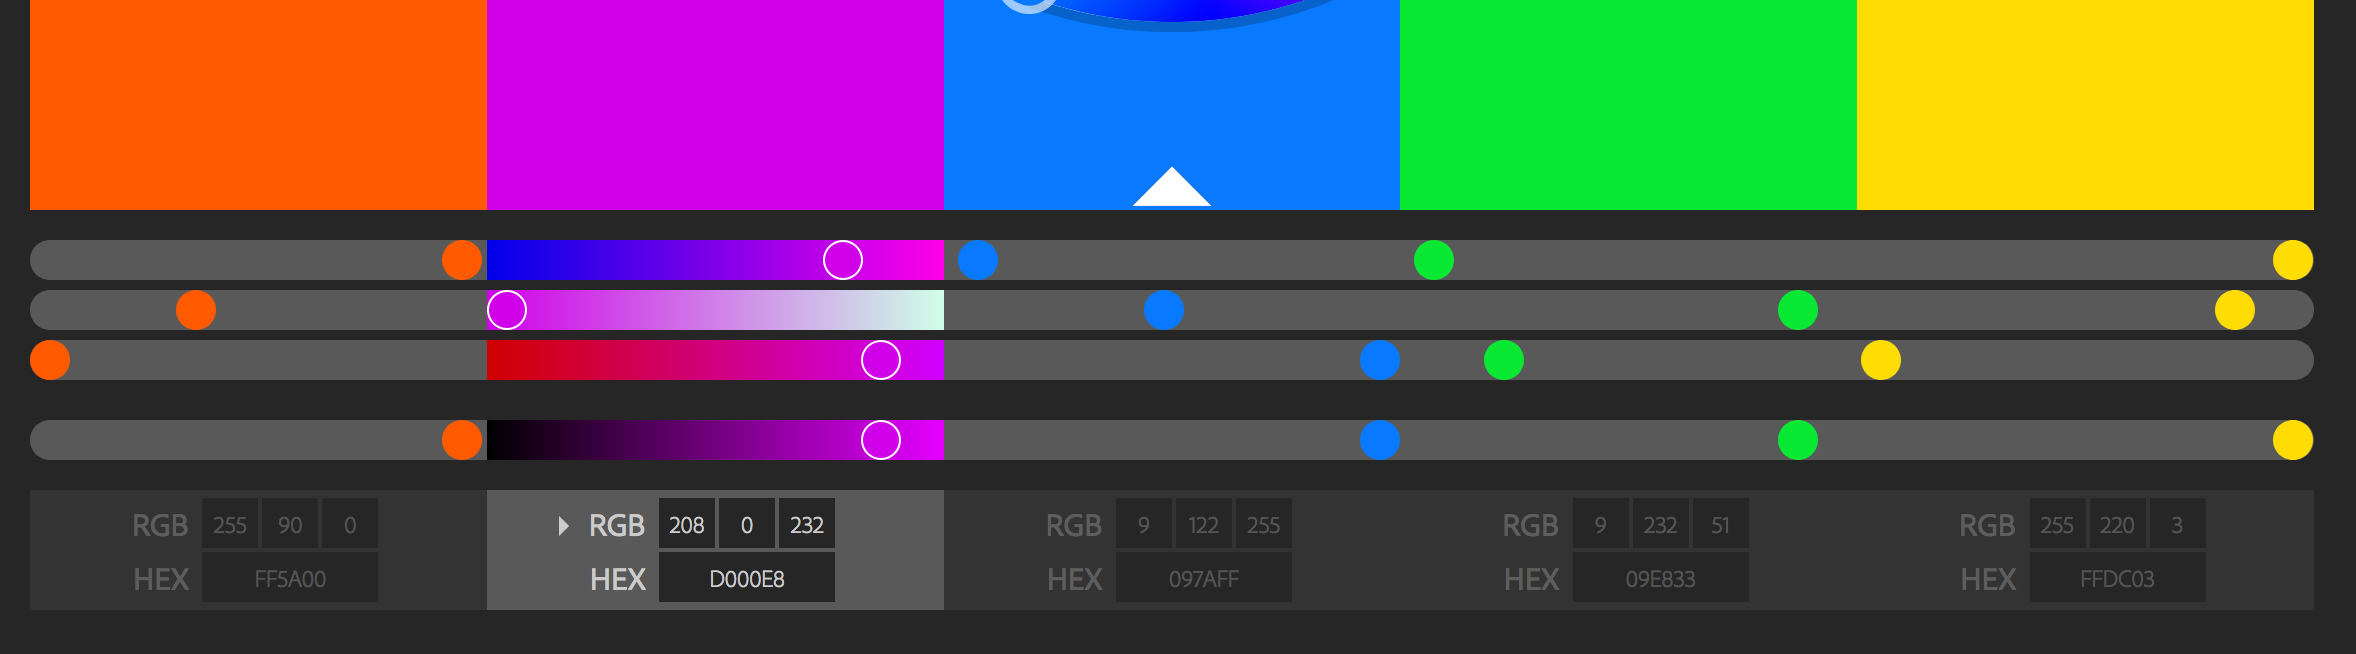 RGB 255 90 0
HEX FF5A00
RGB 208 0 232
HEX D000E8
RGB 9 122 255
HEX 097AFF
RGB 9 232 51
HEX 09E833
RGB 255 220 3
HEX FFDC03